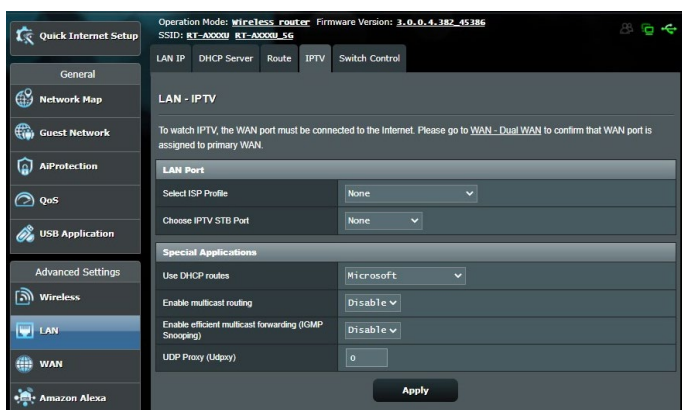 Quick Internet Setup
General
Network Map
Guest Network
AiProtection
QoS
USB Application
Advanced Settings
Wireless
LAN
WAN
Amazon Alexa
Operation Mode: Wireless router Firmware Version: 3.0.0.4.382_45386
SSID: RT-AXXXU RT-AXXXU_5G
LAN IP DHCP Server Route IPTV Switch Control
LAN - IPTV
To watch IPTV, the WAN port must be connected to the Internet. Please go to WAN - Dual WAN to confirm that WAN port is
assigned to primary WAN.
LAN Port
Select ISP Profile None
Choose IPTV STB Port None
Special Applications
Use DHCP routes Microsoft
Enable multicast routing Disable
Enable efficient multicast forwarding (IGMP
Snooping) Disable
UDP Proxy (Udpxy) 0
Apply